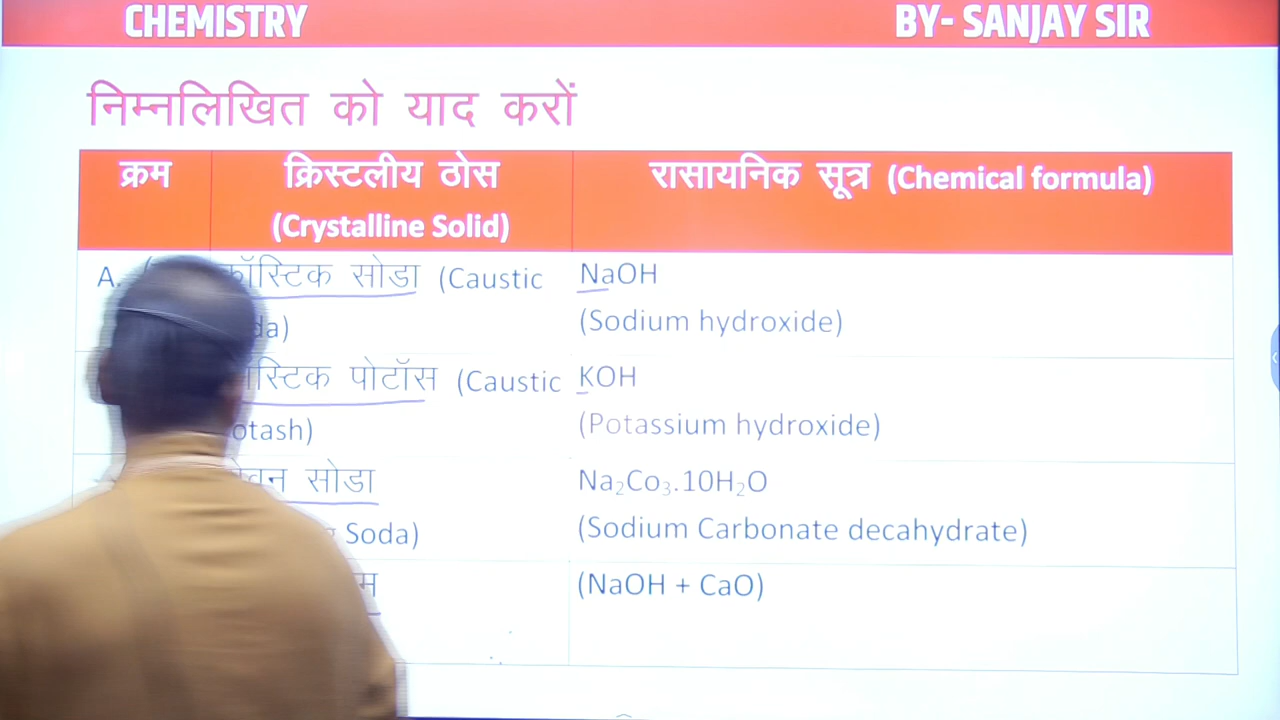 CHEMISTRY BY- SANJAY SIR
निम्नलिखित को याद करों
क्रम क्रिस्टलीय ठोस रासायनिक सूत्र (Chemical formula)
(Crystalline Solid)
A. सोडा (Caustic NaOH
(Sodium hydroxide)
पोटॉस (Caustic KOH
(Potassium hydroxide)
सोडा Na₂Co₃.10H₂O
Soda) (Sodium Carbonate decahydrate)
(NaOH + CaO)